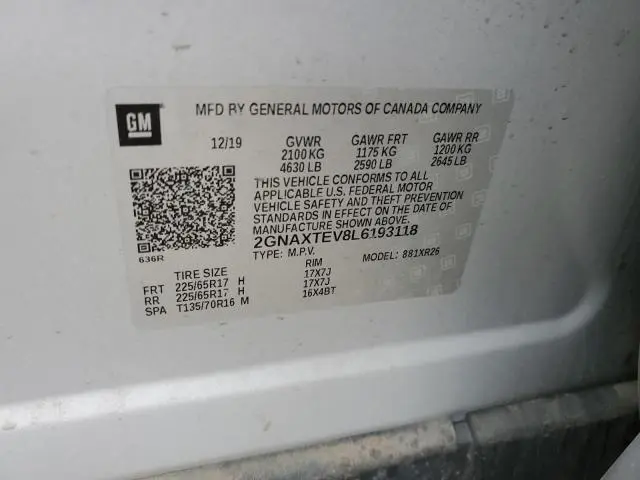 GM
MFD BY GENERAL MOTORS OF CANADA COMPANY
12/19 GVWR GAWR FRT GAWR RR
2100 KG 1175 KG 1200 KG
4630 LB 2590 LB 2645 LB
THIS VEHICLE CONFORMS TO ALL
APPLICABLE U.S. FEDERAL MOTOR
VEHICLE SAFETY AND THEFT PREVENTION
STANDARDS IN EFFECT ON THE DATE OF
MANUFACTURE SHOWN ABOVE.
2GNAXTEV8L6193118
636R TYPE: M.P.V. MODEL: 881XR26
TIRE SIZE RIM
FRT 225/65R17 H 17X7J
RR 225/65R17 H 17X7J
SPA T135/70R16 M 16X4BT